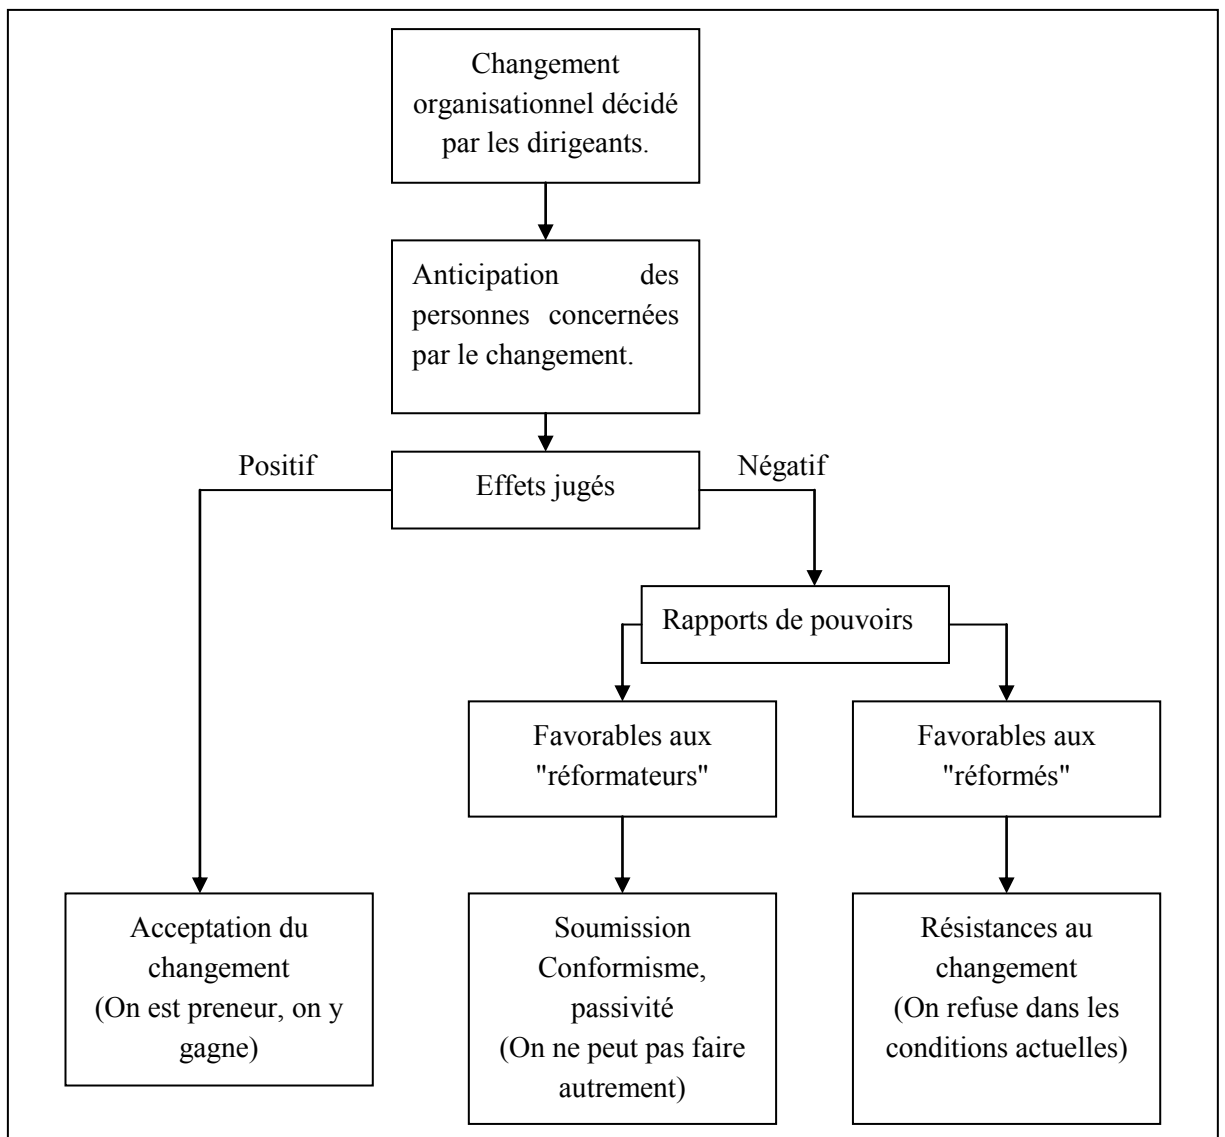 Changement
organisationnel décidé
par les dirigeants.
Anticipation des
personnes concernées
par le changement.
Positif
Effets jugés
Négatif
Rapports de pouvoirs
Favorables aux
"réformateurs"
Favorables aux
"réformés"
Acceptation du
changement
(On est preneur, on y
gagne)
Soumission
Conformisme,
passivité
(On ne peut pas faire
autrement)
Résistances au
changement
(On refuse dans les
conditions actuelles)